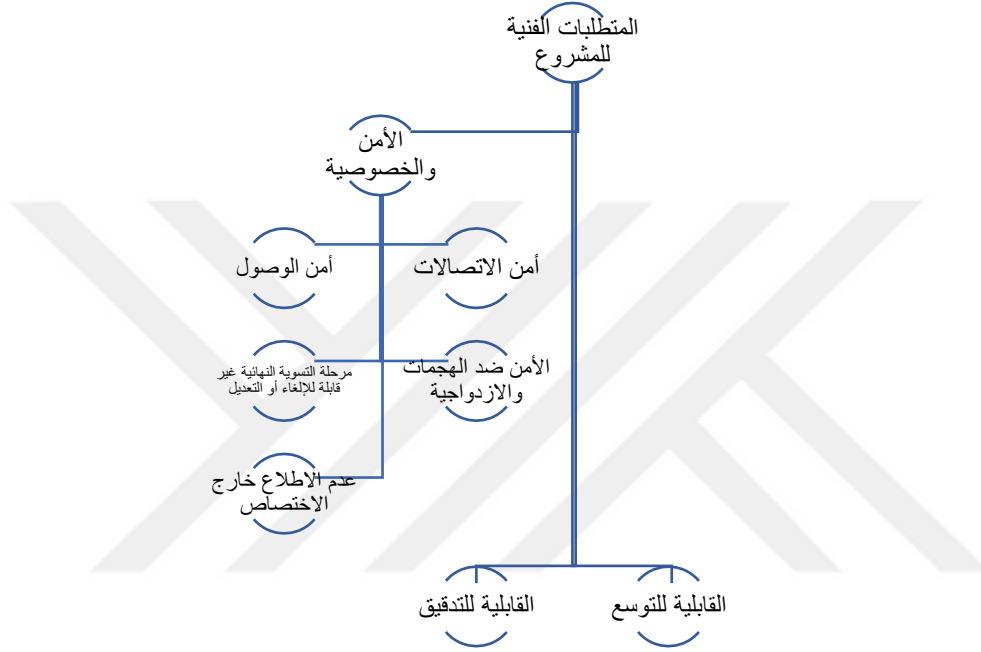 المتطلبات الفنية
للمشروع
الأمن
والخصوصية
أمن الاتصالات
أمن الوصول
الأمن ضد الهجمات
والازدواجية
مرحلة التسوية النهائية غير
قابلة للإلغاء أو التعديل
عدم الاطلاع خارج
الاختصاص
القابلية للتوسع
القابلية للتدقيق